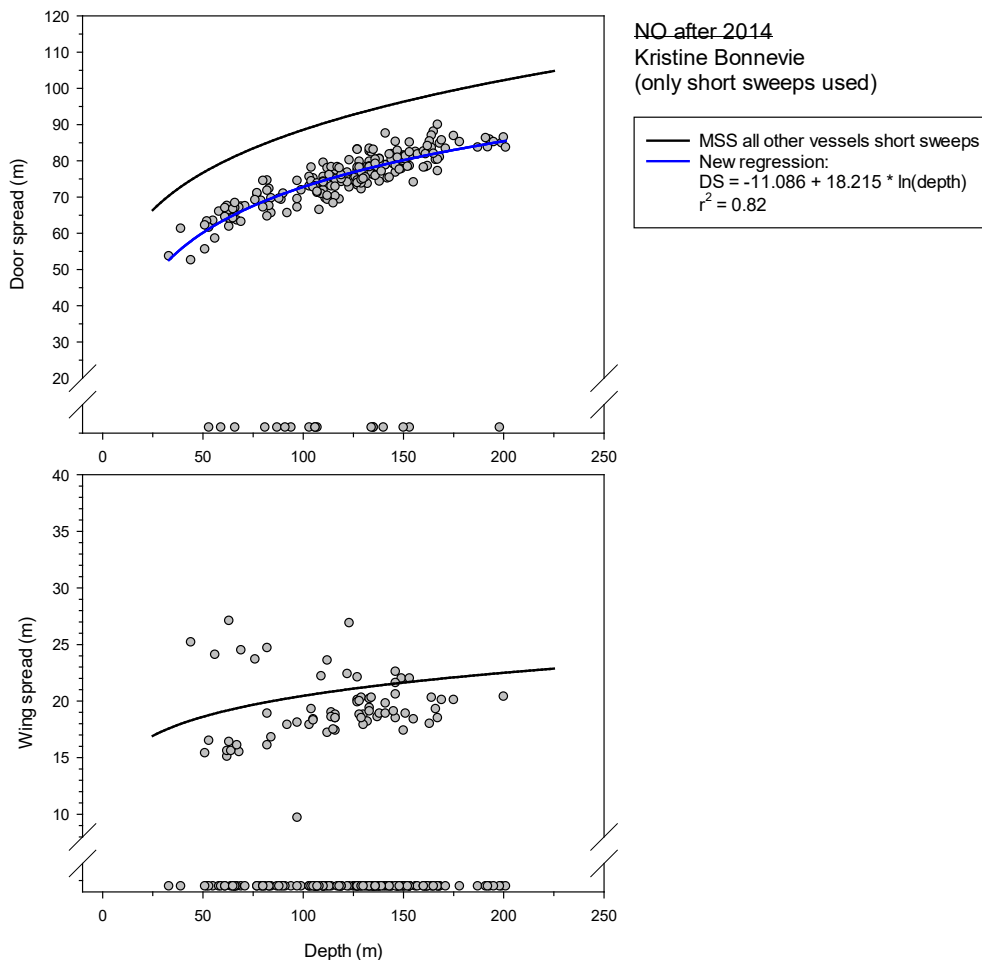 NO after 2014
Kristine Bonnevie
(only short sweeps used)
MSS all other vessels short sweeps
New regression:
DS = -11.086 + 18.215 * ln(depth)
r² = 0.82
120
110
100
90
80
70
60
50
40
30
20
Door spread (m)
0 50 100 150 200 250
40
35
30
25
20
15
10
Wing spread (m)
0 50 100 150 200 250
Depth (m)